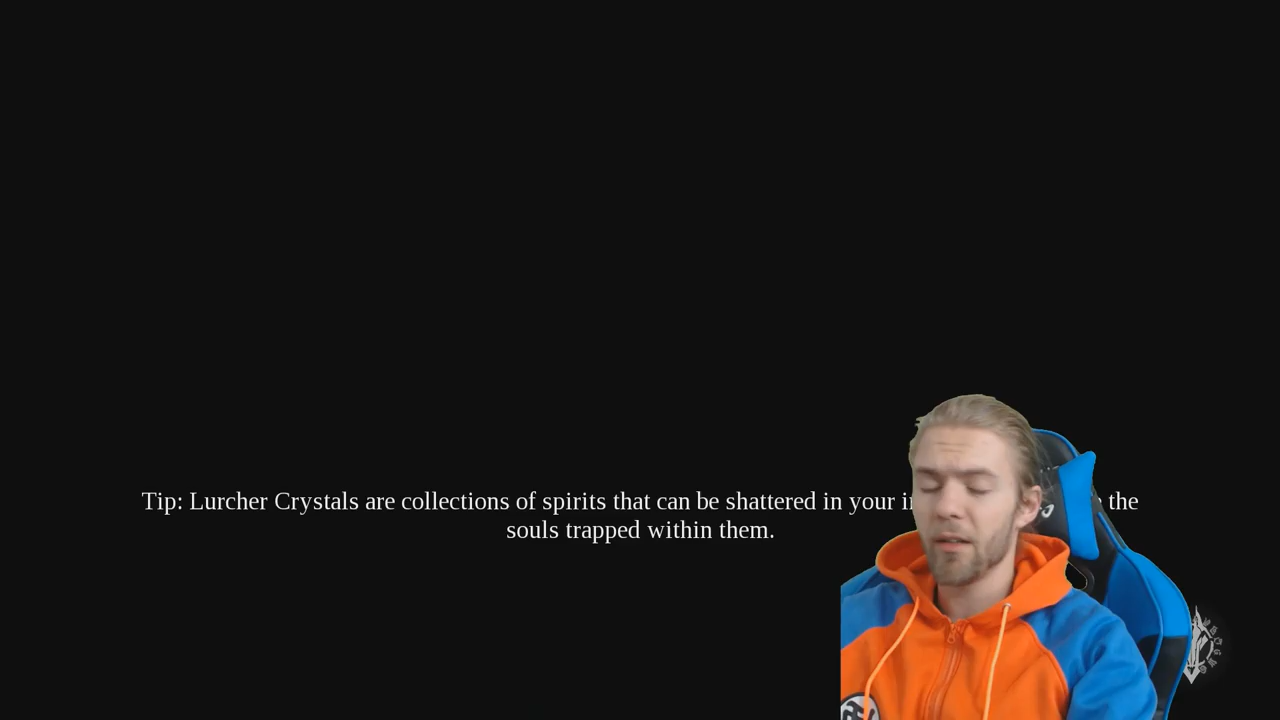 Tip: Lurcher Crystals are collections of spirits that can be shattered in your the
souls trapped within them.